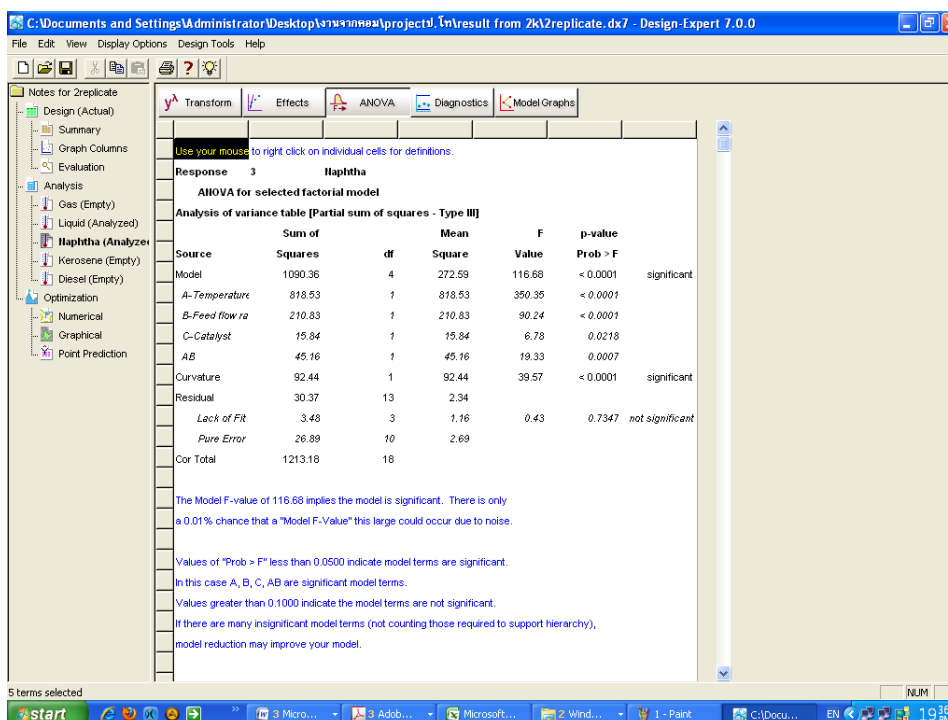 C:\Documents and Settings\Administrator\Desktop\งานจากคอม\projectป.โท\result from 2k\2replicate.dx7 - Design-Expert 7.0.0
File Edit View Display Options Design Tools Help
Notes for 2replicate
Design (Actual)
Summary
Graph Columns
Evaluation
Analysis
Gas (Empty)
Liquid (Analyzed)
Naphtha (Analyze
Kerosene (Empty)
Diesel (Empty)
Optimization
Numerical
Graphical
Point Prediction
yλ Transform Effects ANOVA Diagnostics Model Graphs
Use your mouse to right click on individual cells for definitions.
Response 3 Naphtha
ANOVA for selected factorial model
Analysis of variance table [Partial sum of squares - Type III]
Sum of Mean F p-value
Source Squares df Square Value Prob > F
Model 1090.36 4 272.59 116.68 < 0.0001 significant
A-Temperature 818.53 1 818.53 350.35 < 0.0001
B-Feed flow ra 210.83 1 210.83 90.24 < 0.0001
C-Catalyst 15.84 1 15.84 6.78 0.0218
AB 45.16 1 45.16 19.33 0.0007
Curvature 92.44 1 92.44 39.57 < 0.0001 significant
Residual 30.37 13 2.34
Lack of Fit 3.48 3 1.16 0.43 0.7347 not significant
Pure Error 26.89 10 2.69
Cor Total 1213.18 18
The Model F-value of 116.68 implies the model is significant. There is only
a 0.01% chance that a "Model F-Value" this large could occur due to noise.
Values of "Prob > F" less than 0.0500 indicate model terms are significant.
In this case A, B, C, AB are significant model terms.
Values greater than 0.1000 indicate the model terms are not significant.
If there are many insignificant model terms (not counting those required to support hierarchy),
model reduction may improve your model.
5 terms selected NUM
start 3 Micro... 3 Adob... Microsoft... 2 Wind... 1 - Paint C:\Docu... EN